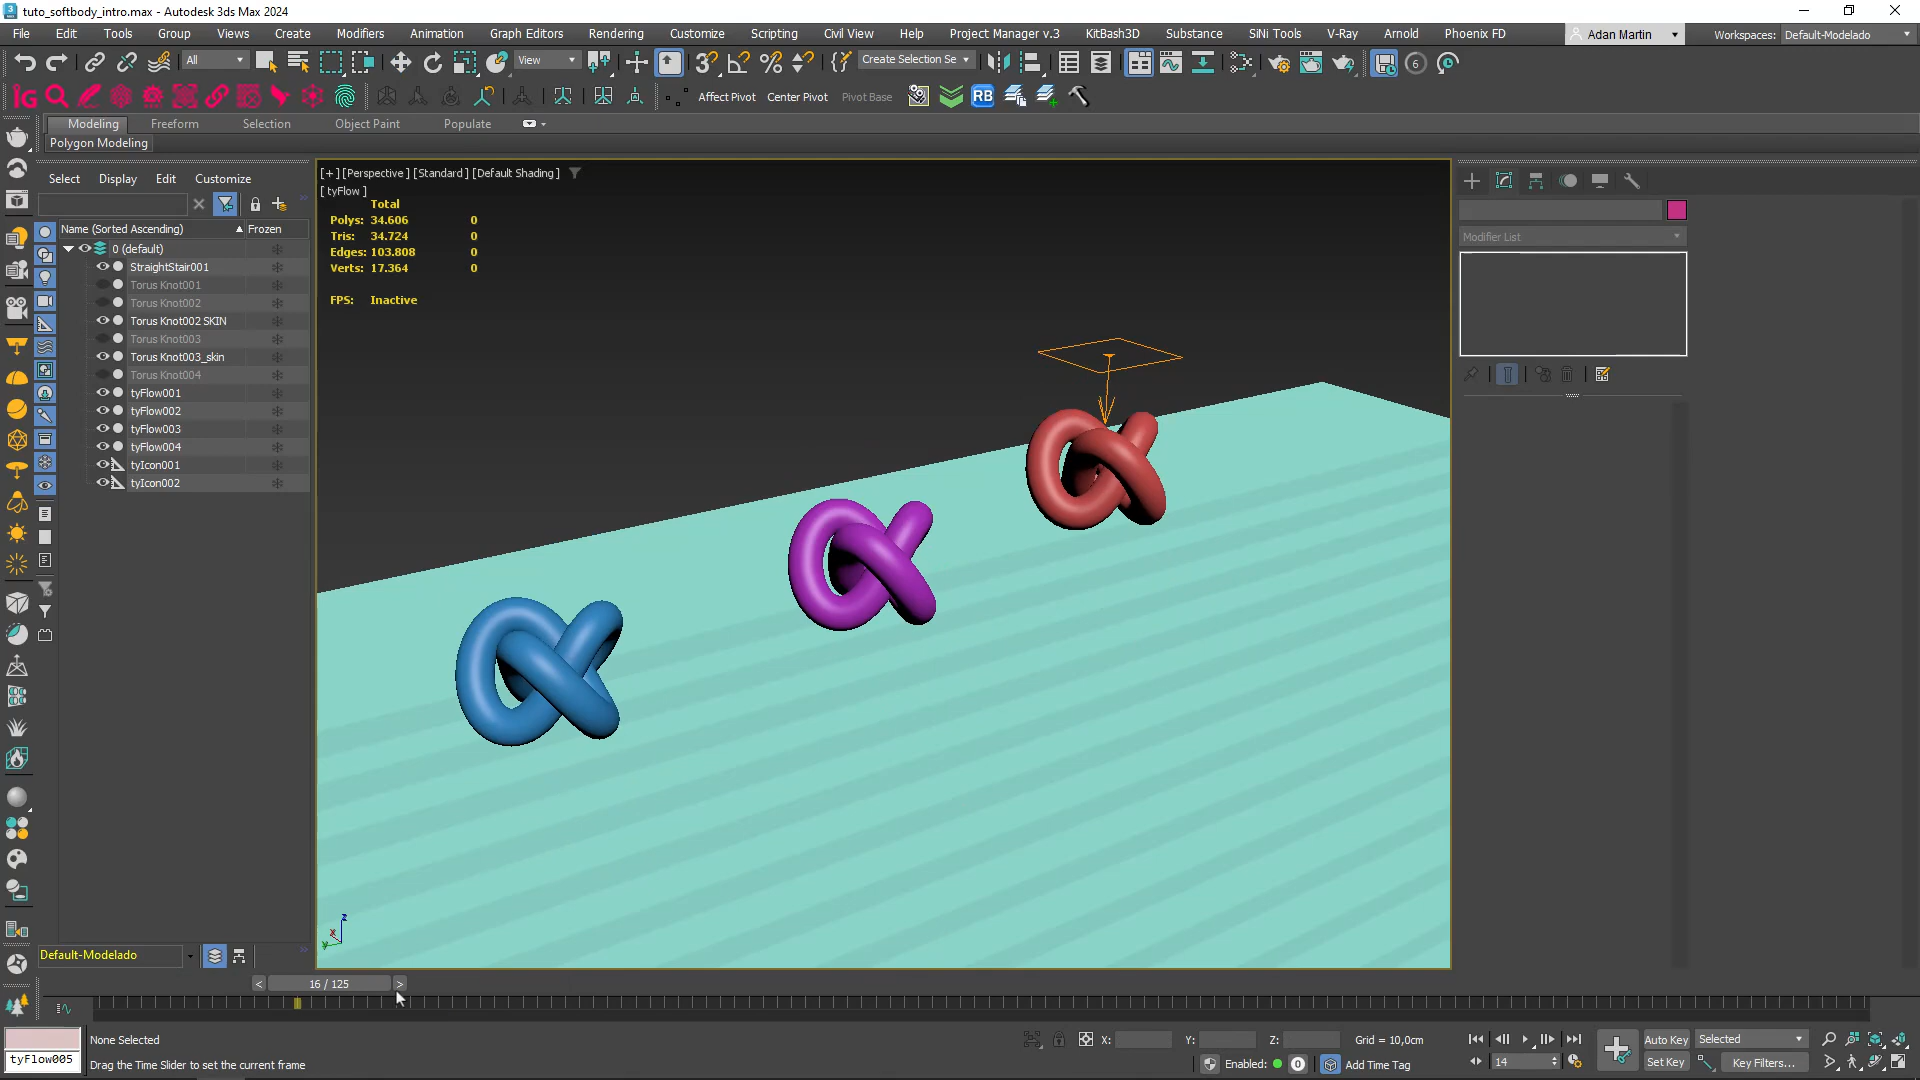 tuto_softbody_intro.max - Autodesk 3ds Max 2024
File Edit Tools Group Views Create Modifiers Animation Graph Editors Rendering Customize Scripting Civil View Help Project Manager v.3 KitBash3D Substance SiNi Tools V-Ray Arnold Phoenix FD Adan Martin Workspaces: Default-Modelado
All View Create Selection Se 6
Affect Pivot Center Pivot Pivot Base RB
Modeling Freeform Selection Object Paint Populate
Polygon Modeling
Select Display Edit Customize
Name (Sorted Ascending) Frozen
0 (default)
StraightStair001
Torus Knot001
Torus Knot002
Torus Knot002 SKIN
Torus Knot003
Torus Knot003_skin
Torus Knot004
tyFlow001
tyFlow002
tyFlow003
tyFlow004
tyIcon001
tyIcon002
[+] [Perspective ] [Standard ] [Default Shading ]
[ tyFlow ]
Total
Polys: 34.606 0
Tris: 34.724 0
Edges: 103.808 0
Verts: 17.364 0
FPS: Inactive
Modifier List
z
x
y
Default-Modelado
< 16 / 125 >
None Selected X: Y: Z: Grid = 10,0cm Auto Key Selected
tyFlow005 Drag the Time Slider to set the current frame Enabled: 0 Add Time Tag 14 Set Key Key Filters...